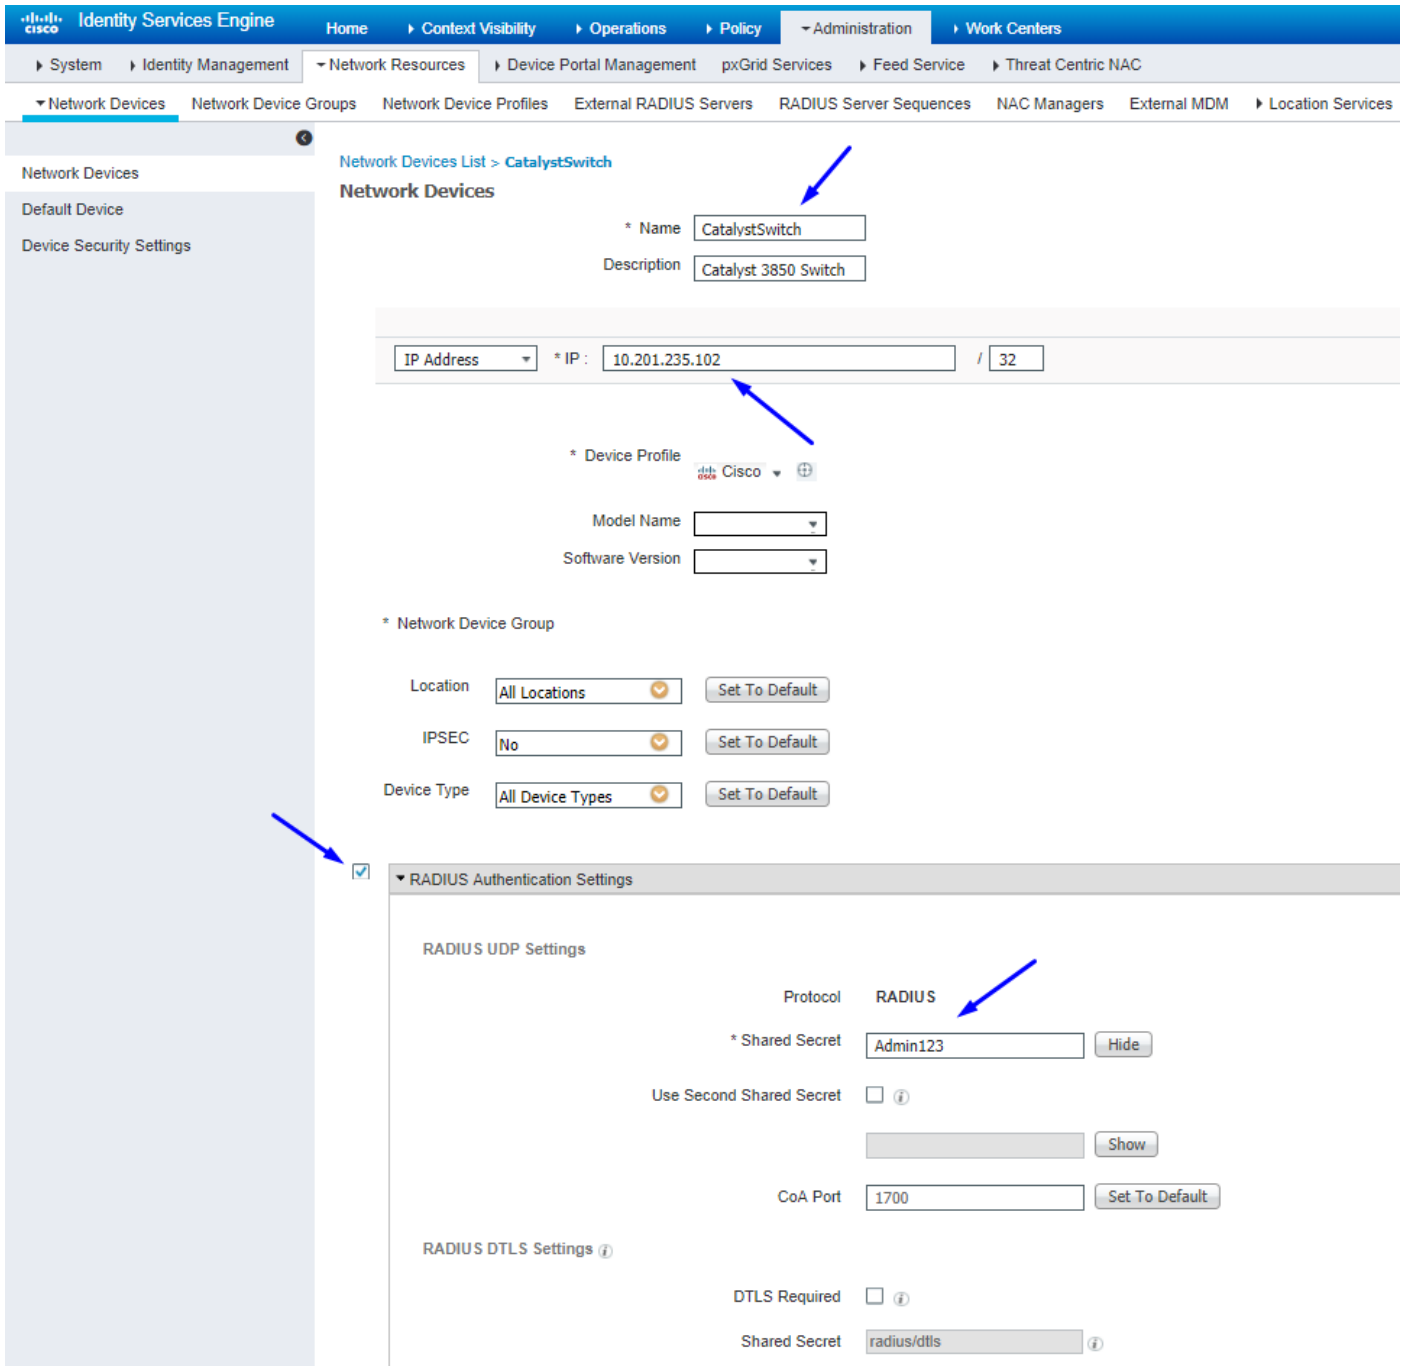 cisco Identity Services Engine Home Context Visibility Operations Policy Administration Work Centers
System Identity Management Network Resources Device Portal Management pxGrid Services Feed Service Threat Centric NAC
Network Devices Network Device Groups Network Device Profiles External RADIUS Servers RADIUS Server Sequences NAC Managers External MDM Location Services
Network Devices
Default Device
Device Security Settings
Network Devices List > CatalystSwitch
Network Devices
* Name CatalystSwitch
Description Catalyst 3850 Switch
IP Address * IP : 10.201.235.102 / 32
* Device Profile
cisco Cisco
Model Name
Software Version
* Network Device Group
Location All Locations Set To Default
IPSEC No Set To Default
Device Type All Device Types Set To Default
RADIUS Authentication Settings
RADIUS UDP Settings
Protocol RADIUS
* Shared Secret Admin123 Hide
Use Second Shared Secret i
Show
CoA Port 1700 Set To Default
RADIUS DTLS Settings i
DTLS Required i
Shared Secret radius/dtls i